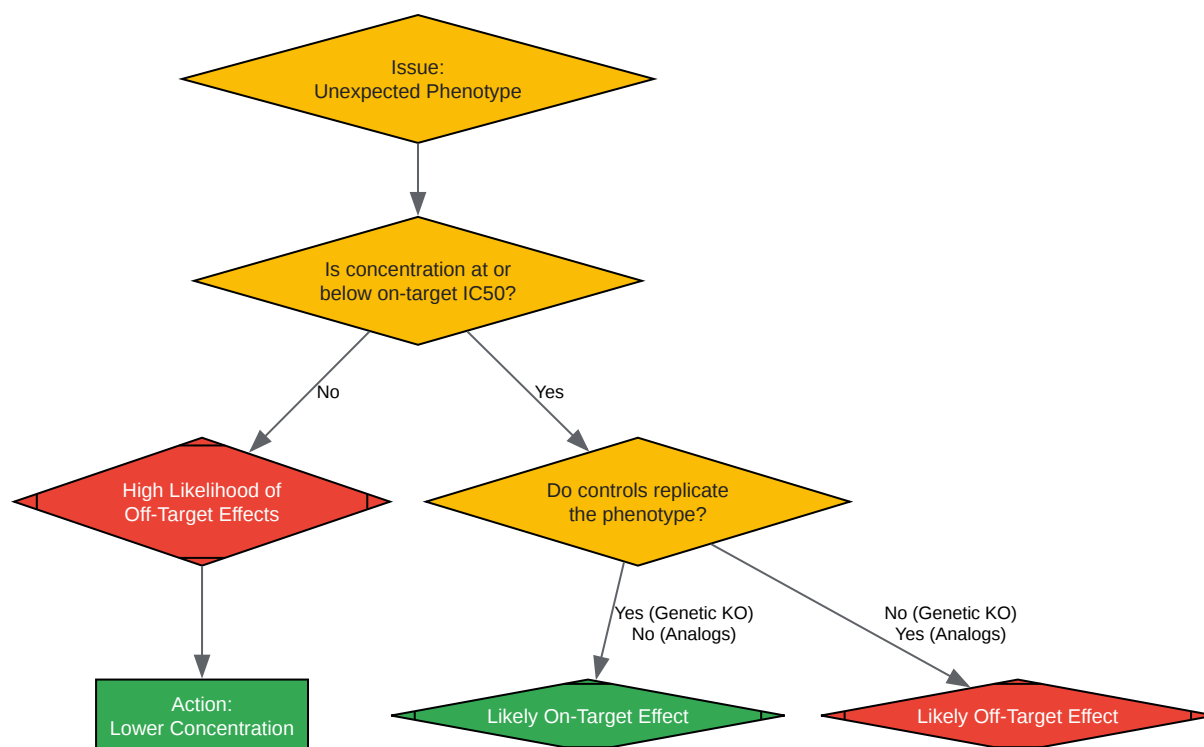 Issue:
Unexpected Phenotype
Is concentration at or
below on-target IC50?
No
Yes
High Likelihood of
Off-Target Effects
Do controls replicate
the phenotype?
Yes (Genetic KO)
No (Analogs)
No (Genetic KO)
Yes (Analogs)
Action:
Lower Concentration
Likely On-Target Effect
Likely Off-Target Effect